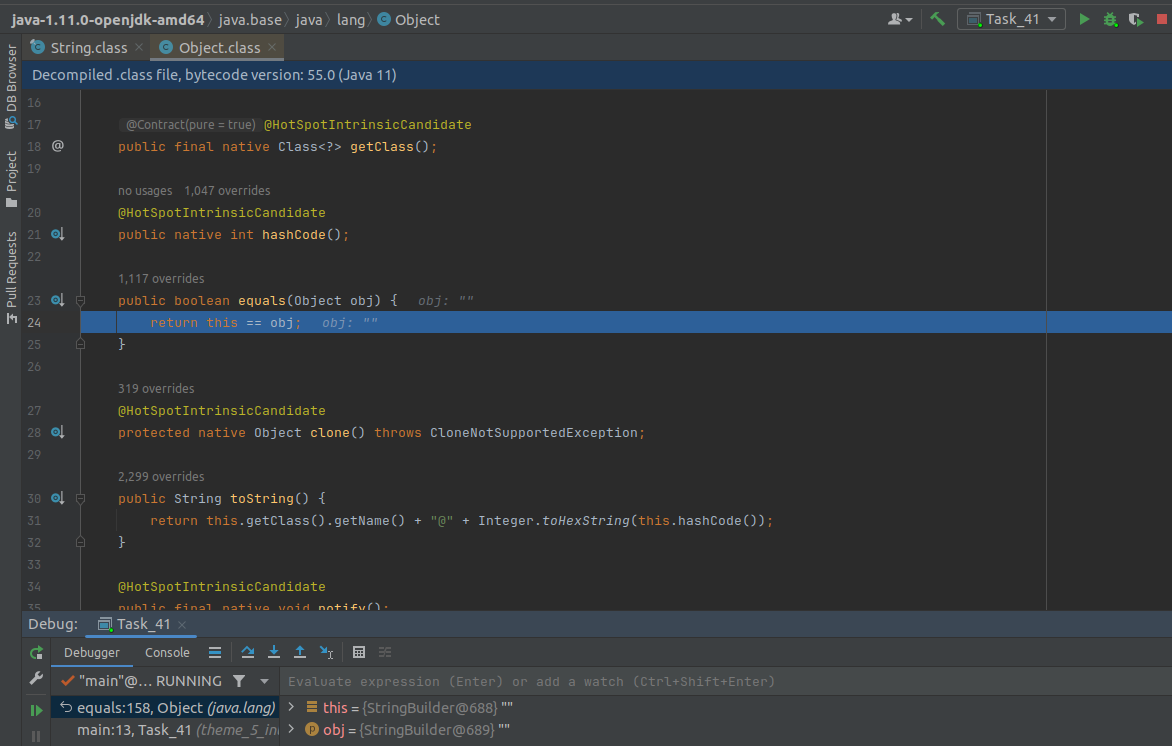 java-1.11.0-openjdk-amd64 java.base java lang Object
Task_41
String.class Object.class
Decompiled .class file, bytecode version: 55.0 (Java 11)
DB Browser
Project
Pull Requests
16
17 @Contract(pure = true) @HotSpotIntrinsicCandidate
18 @ public final native Class<?> getClass();
19
no usages 1,047 overrides
20 @HotSpotIntrinsicCandidate
21 public native int hashCode();
22
1,117 overrides
23 public boolean equals(Object obj) { obj: ""
24 return this == obj; obj: ""
25 }
26
319 overrides
27 @HotSpotIntrinsicCandidate
28 protected native Object clone() throws CloneNotSupportedException;
29
2,299 overrides
30 public String toString() {
31 return this.getClass().getName() + "@" + Integer.toHexString(this.hashCode());
32 }
33
34 @HotSpotIntrinsicCandidate
35 public final native void notify();
Debug: Task_41
Debugger Console
"main"@... RUNNING
Evaluate expression (Enter) or add a watch (Ctrl+Shift+Enter)
equals:158, Object (java.lang)
this = {StringBuilder@688} ""
main:13, Task_41 (theme_5_in
obj = {StringBuilder@689} ""